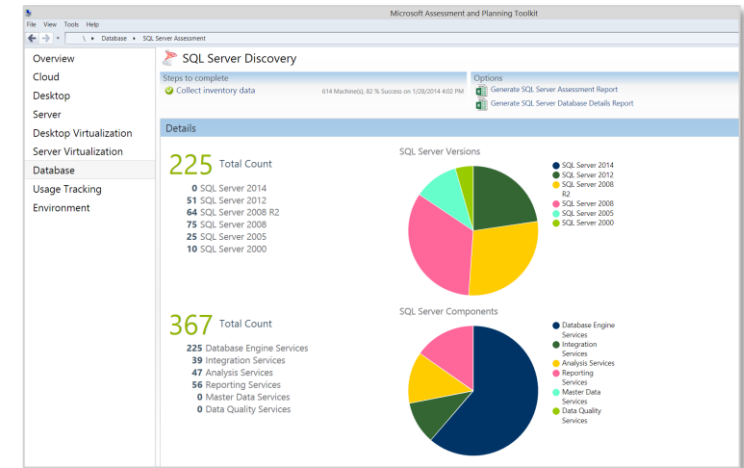 Microsoft Assessment and Planning Toolkit
File View Tools Help
\ ▸ Database ▸ SQL Server Assessment
Overview
Cloud
Desktop
Server
Desktop Virtualization
Server Virtualization
Database
Usage Tracking
Environment
SQL Server Discovery
Steps to complete
Collect inventory data
614 Machine(s), 82 % Success on 1/28/2014 4:02 PM
Options
Generate SQL Server Assessment Report
Generate SQL Server Database Details Report
Details
225 Total Count
0 SQL Server 2014
51 SQL Server 2012
64 SQL Server 2008 R2
75 SQL Server 2008
25 SQL Server 2005
10 SQL Server 2000
SQL Server Versions
SQL Server 2014
SQL Server 2012
SQL Server 2008
R2
SQL Server 2008
SQL Server 2005
SQL Server 2000
367 Total Count
225 Database Engine Services
39 Integration Services
47 Analysis Services
56 Reporting Services
0 Master Data Services
0 Data Quality Services
SQL Server Components
Database Engine
Services
Integration
Services
Analysis Services
Reporting
Services
Master Data
Services
Data Quality
Services